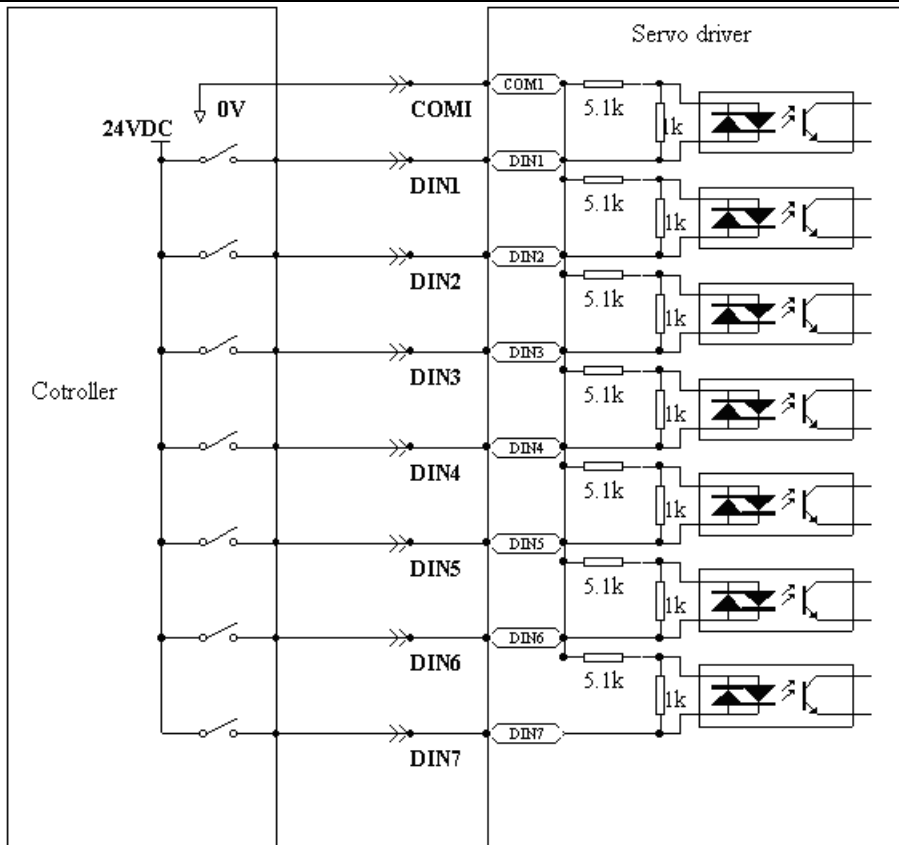 Servo driver
COM1
5.1k
1k
0V
COMI
24VDC
DIN1
DIN1
5.1k
1k
DIN2
DIN2
5.1k
1k
DIN3
DIN3
5.1k
1k
Cotroller
DIN4
DIN4
5.1k
1k
DIN5
DIN5
5.1k
1k
DIN6
DIN6
5.1k
1k
DIN7
DIN7